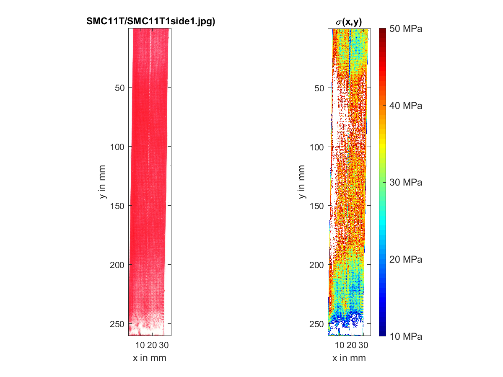 SMC11T/SMC11T1side1.jpg)
50
100
150
200
250
10 20 30
y in mm
x in mm
σ(x,y)
50
100
150
200
250
10 20 30
y in mm
x in mm
50 MPa
40 MPa
30 MPa
20 MPa
10 MPa